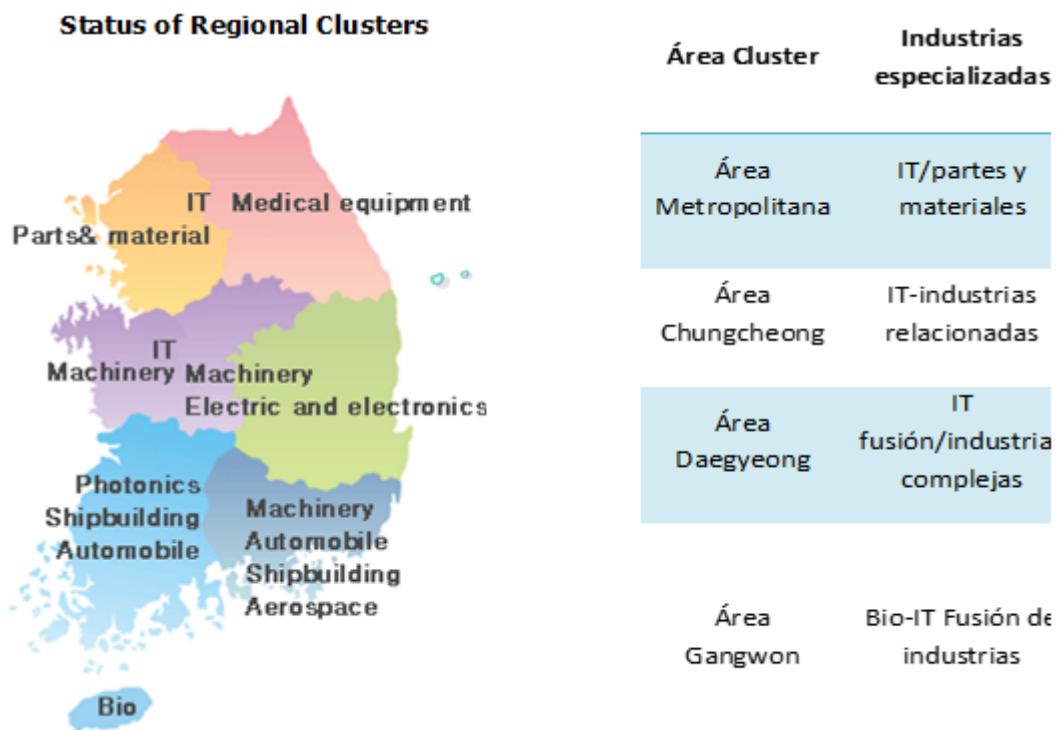 Status of Regional Clusters
IT
Parts& material
Medical equipment
IT
Machinery
Machinery
Electric and electronics
Photonics
Shipbuilding
Automobile
Machinery
Automobile
Shipbuilding
Aerospace
Bio
Área Cluster
Industrias
especializadas
Área
Metropolitana
IT/partes y
materiales
Área
Chungcheong
IT-industrias
relacionadas
Área
Daegyeong
IT
fusión/industria
complejas
Área
Gangwon
Bio-IT Fusión de
industrias